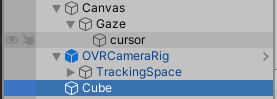 Canvas
Gaze
cursor
OVRCameraRig
TrackingSpace
Cube